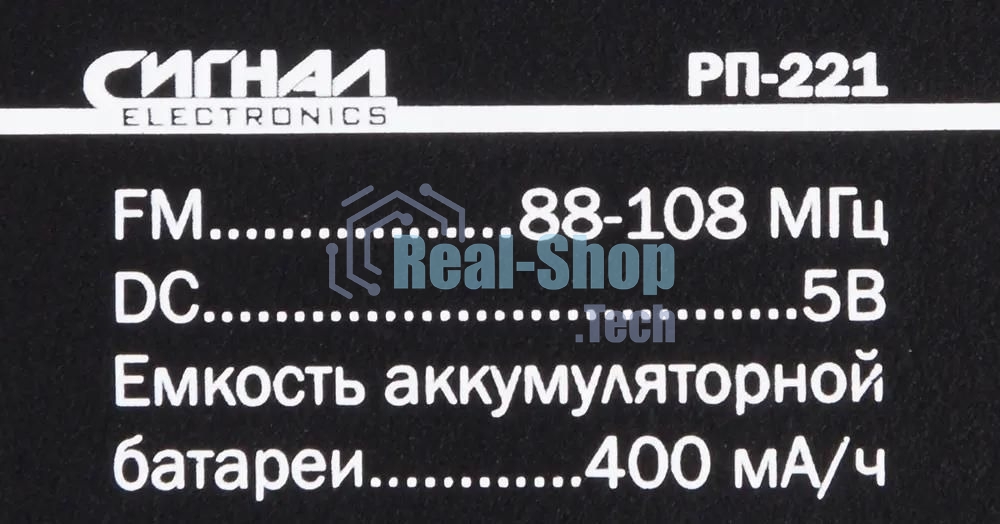 СИГНАЛ РП-221
ELECTRONICS
FM.....................88-108 МГц
Real-Shop
DC.......................................5В
.Tech
Емкость аккумуляторной
батареи.............400 мА/ч